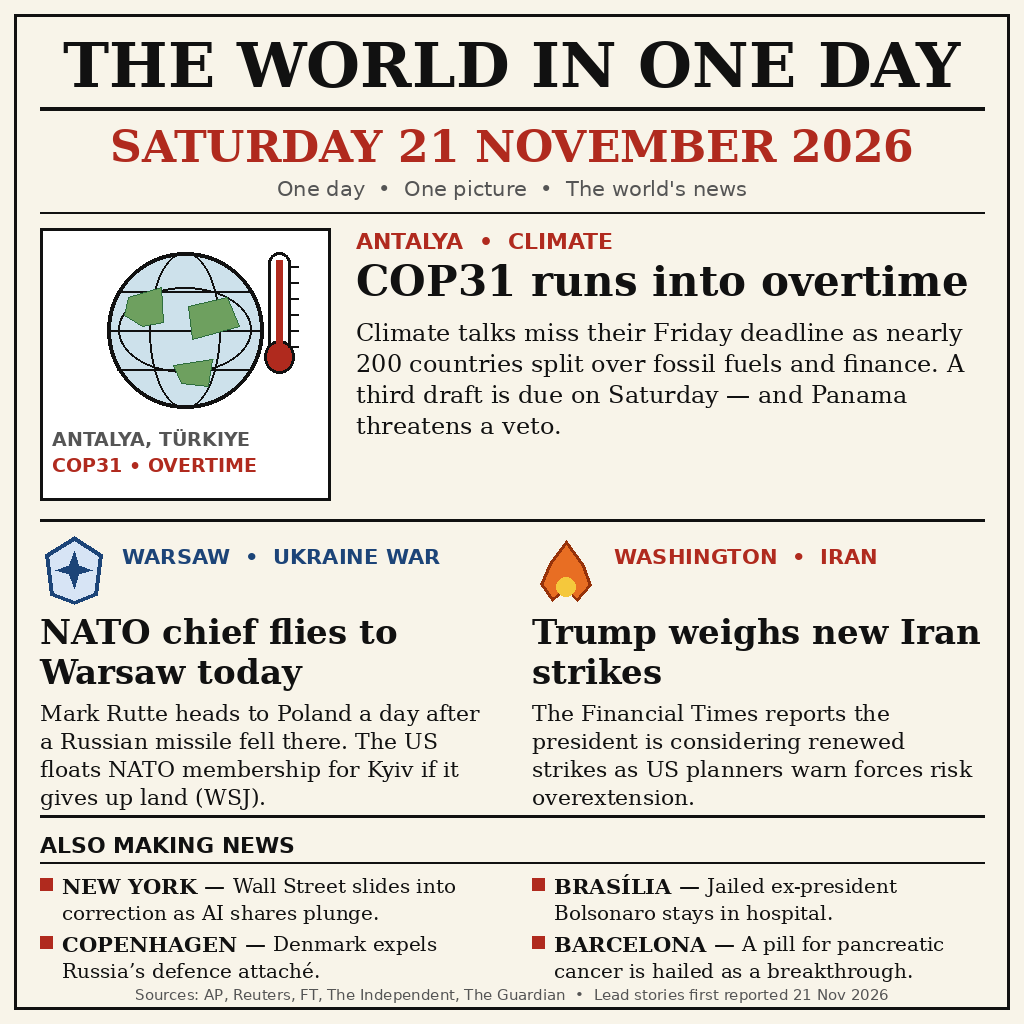 THE WORLD IN ONE DAY
SATURDAY 21 NOVEMBER 2026
One day • One picture • The world's news
ANTALYA, TÜRKIYE
COP31 • OVERTIME
ANTALYA • CLIMATE
COP31 runs into overtime
Climate talks miss their Friday deadline as nearly
200 countries split over fossil fuels and finance. A
third draft is due on Saturday — and Panama
threatens a veto.
WARSAW • UKRAINE WAR
NATO chief flies to
Warsaw today
Mark Rutte heads to Poland a day after
a Russian missile fell there. The US
floats NATO membership for Kyiv if it
gives up land (WSJ).
WASHINGTON • IRAN
Trump weighs new Iran
strikes
The Financial Times reports the
president is considering renewed
strikes as US planners warn forces risk
overextension.
ALSO MAKING NEWS
NEW YORK — Wall Street slides into
correction as AI shares plunge.
COPENHAGEN — Denmark expels
Russia’s defence attaché.
BRASÍLIA — Jailed ex-president
Bolsonaro stays in hospital.
BARCELONA — A pill for pancreatic
cancer is hailed as a breakthrough.
Sources: AP, Reuters, FT, The Independent, The Guardian • Lead stories first reported 21 Nov 2026